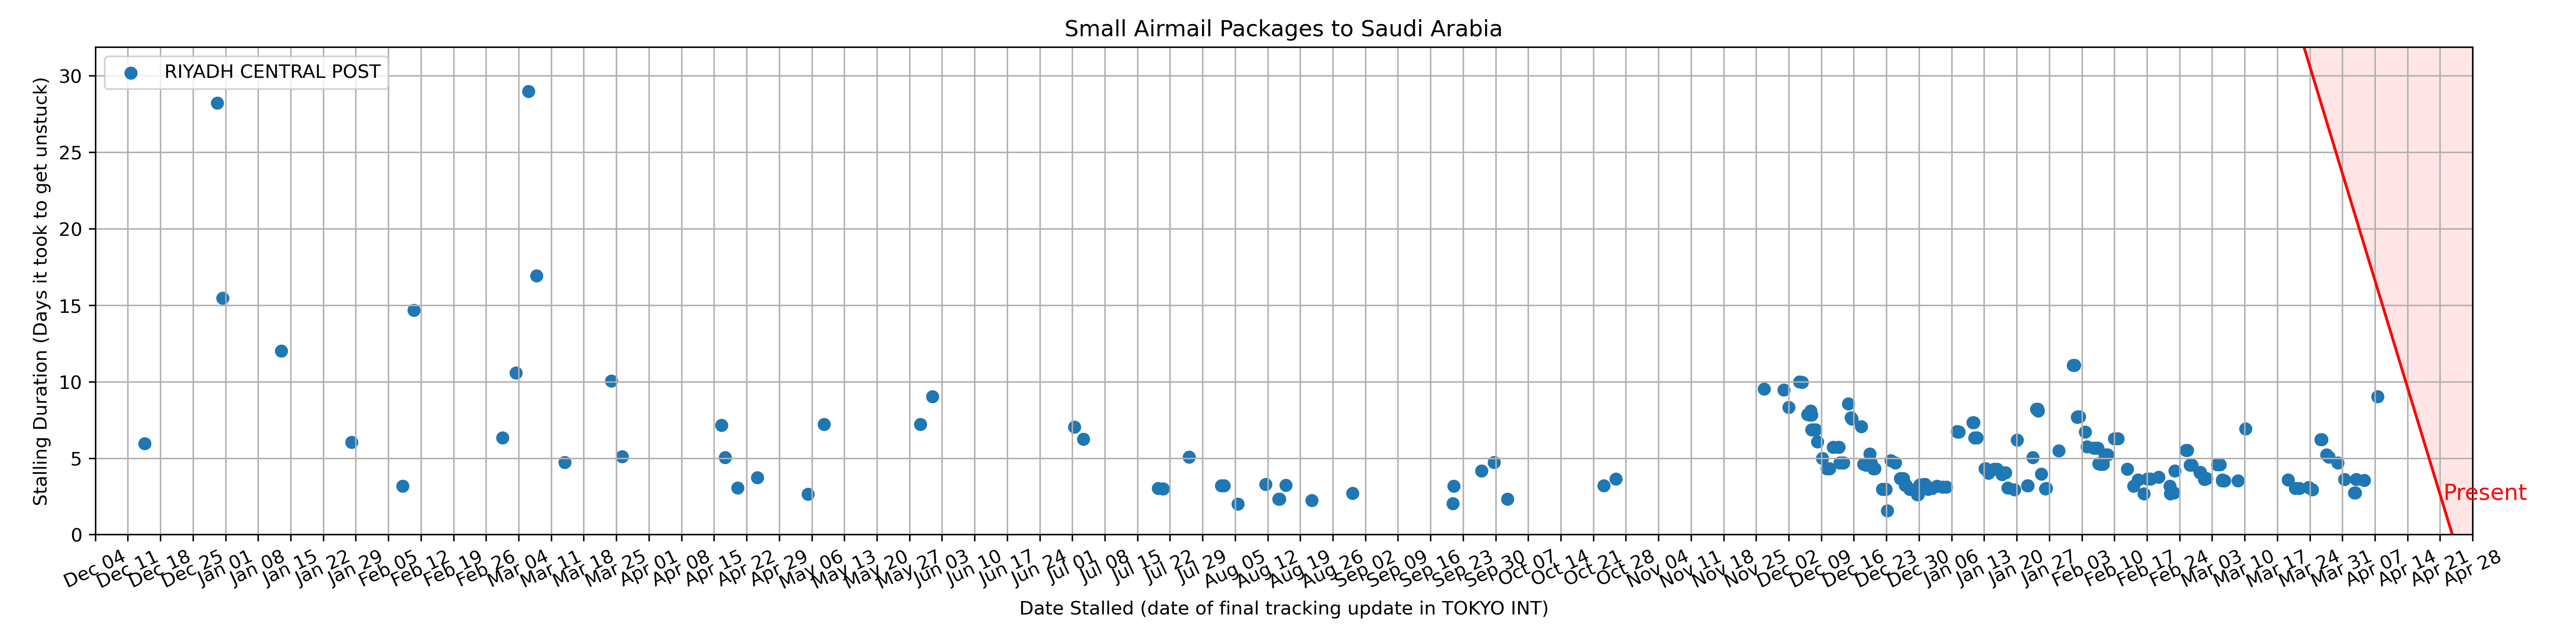 Small Airmail Packages to Saudi Arabia
RIYADH CENTRAL POST
Stalling Duration (Days it took to get unstuck)
30
25
20
15
10
5
0
Present
Dec 04
Dec 11
Dec 18
Dec 25
Jan 01
Jan 08
Jan 15
Jan 22
Jan 29
Feb 05
Feb 12
Feb 19
Feb 26
Mar 04
Mar 11
Mar 18
Mar 25
Apr 01
Apr 08
Apr 15
Apr 22
Apr 29
May 06
May 13
May 20
May 27
Jun 03
Jun 10
Jun 17
Jun 24
Jul 01
Jul 08
Jul 15
Jul 22
Jul 29
Aug 05
Aug 12
Aug 19
Aug 26
Sep 02
Sep 09
Sep 16
Sep 23
Sep 30
Oct 07
Oct 14
Oct 21
Oct 28
Nov 04
Nov 11
Nov 18
Nov 25
Dec 02
Dec 09
Dec 16
Dec 23
Dec 30
Jan 06
Jan 13
Jan 20
Jan 27
Feb 03
Feb 10
Feb 17
Feb 24
Mar 03
Mar 10
Mar 17
Mar 24
Mar 31
Apr 07
Apr 14
Apr 21
Apr 28
Date Stalled (date of final tracking update in TOKYO INT)